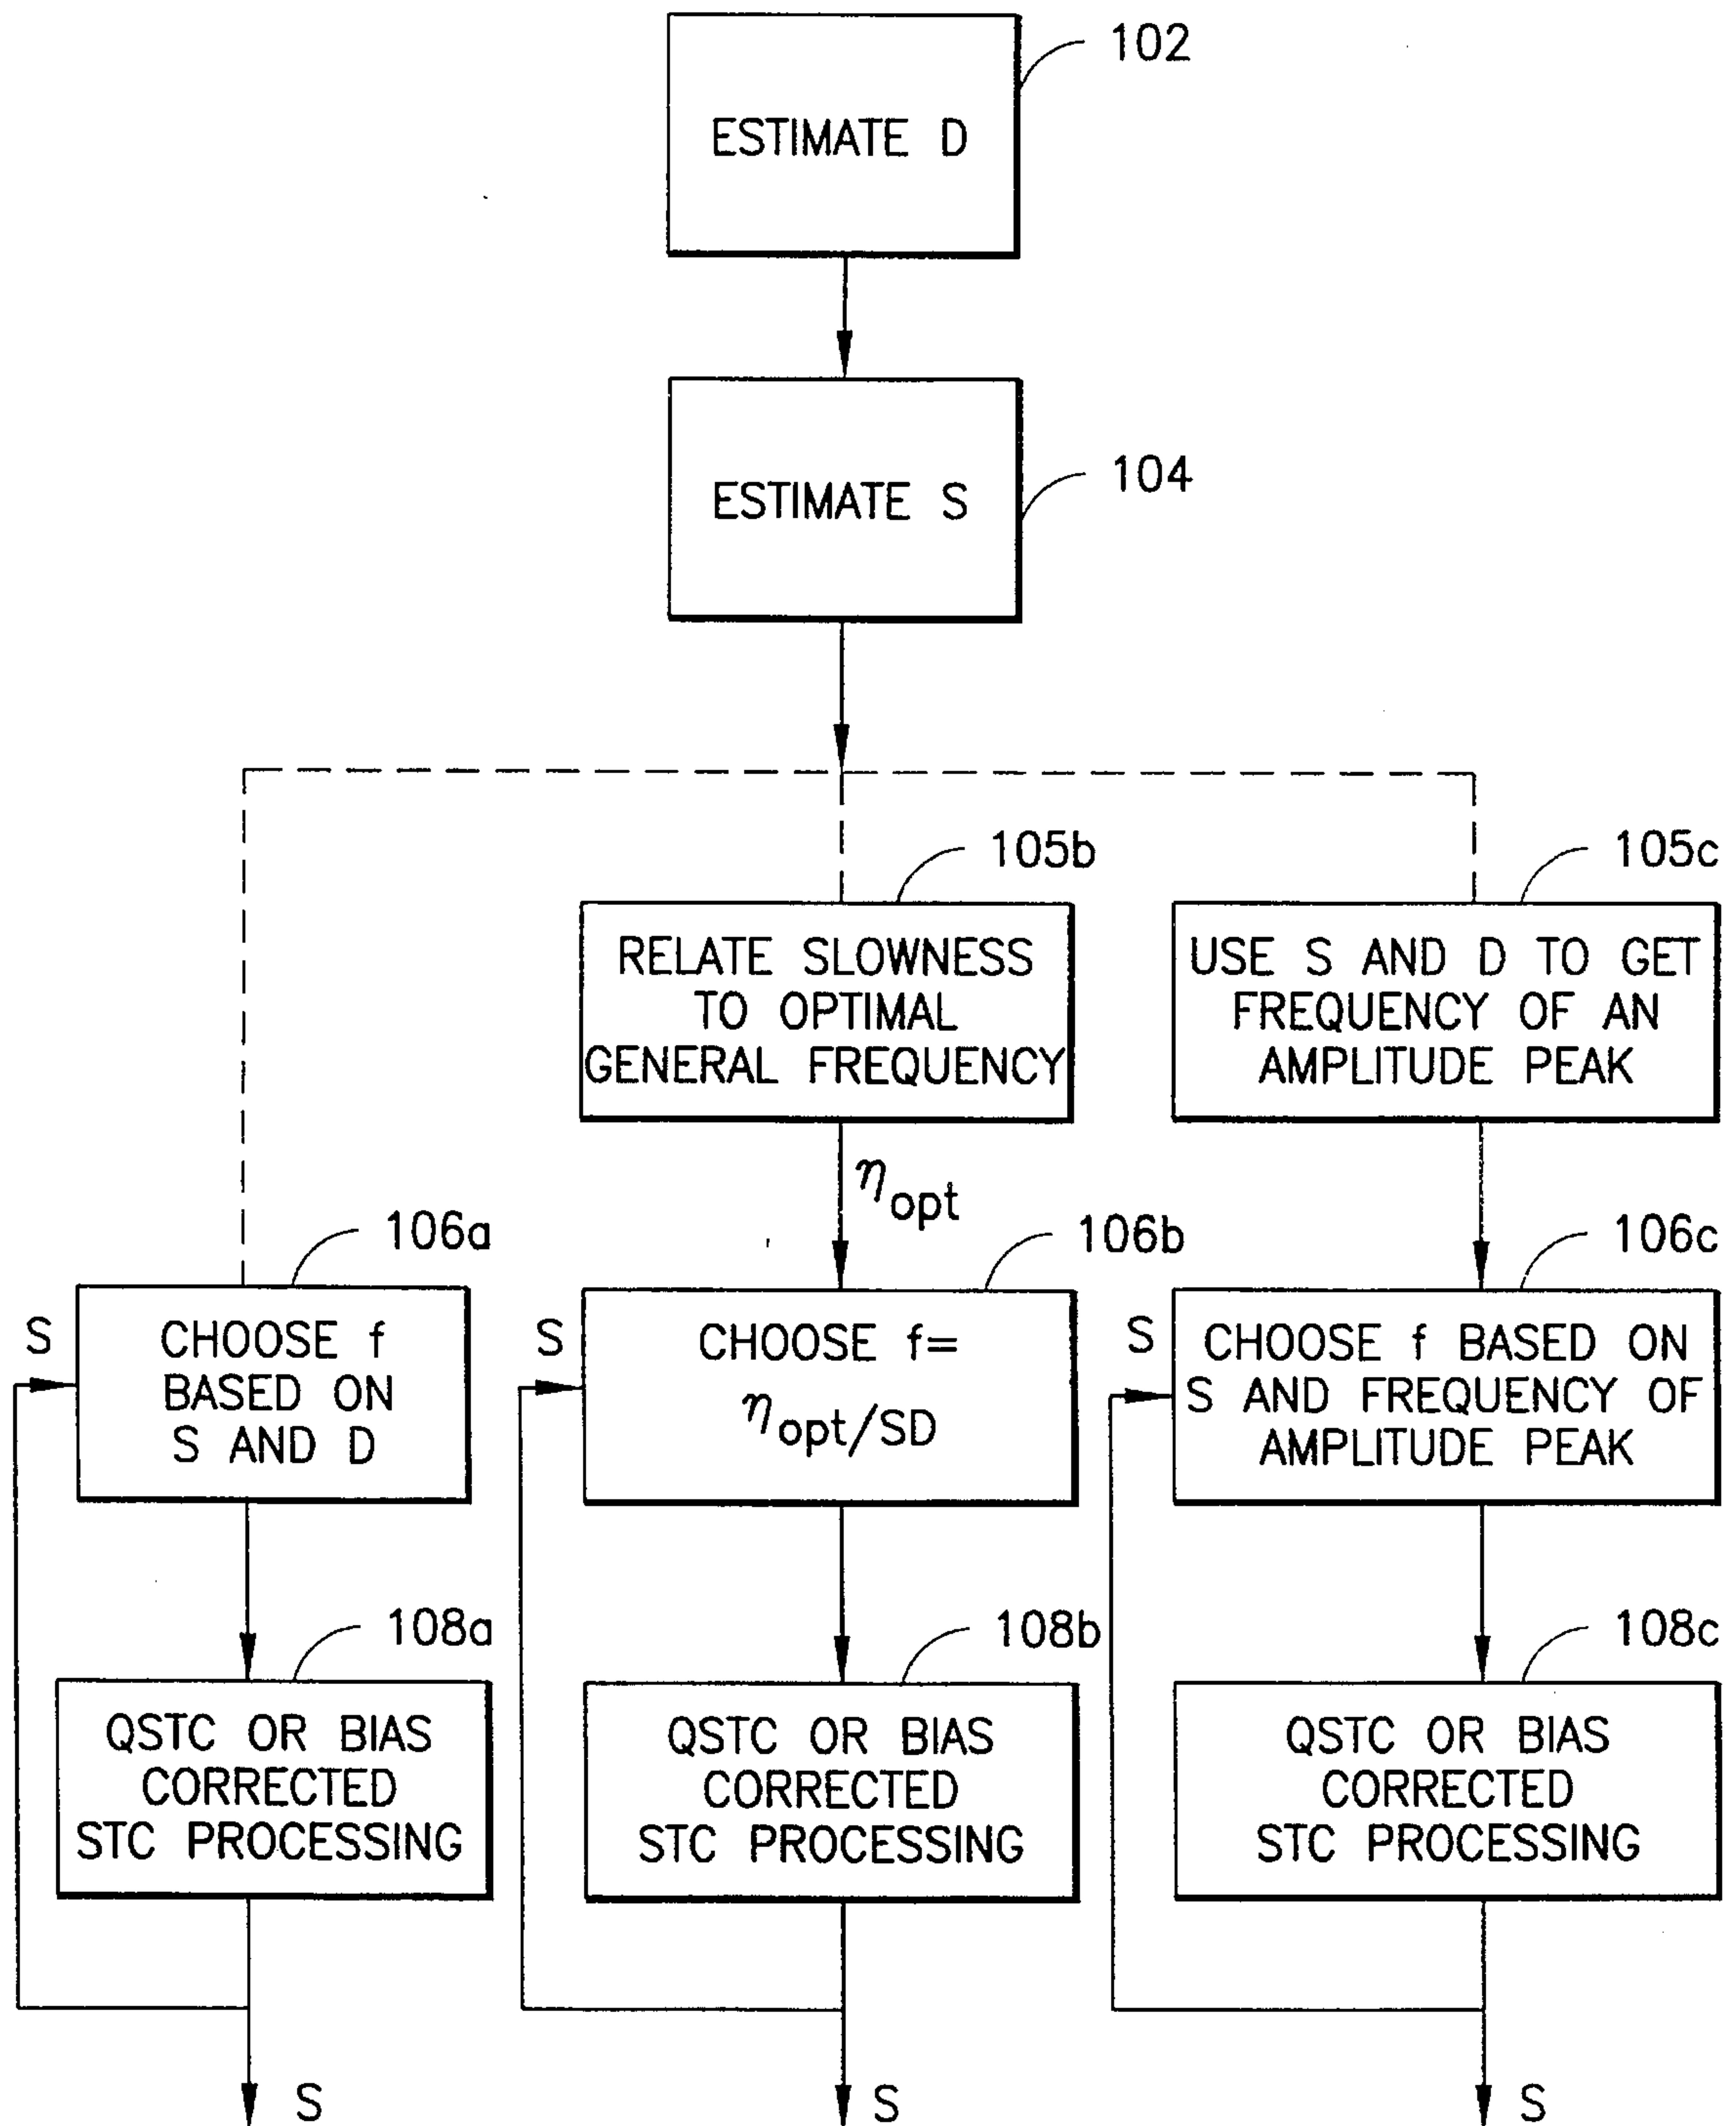 102
ESTIMATE D
104
ESTIMATE S
105b
RELATE SLOWNESS
TO OPTIMAL
GENERAL FREQUENCY
105c
USE S AND D TO GET
FREQUENCY OF AN
AMPLITUDE PEAK
ηopt
106a
S
CHOOSE f
BASED ON
S AND D
106b
S
CHOOSE f=
ηopt/SD
106c
S
CHOOSE f BASED ON
S AND FREQUENCY OF
AMPLITUDE PEAK
108a
QSTC OR BIAS
CORRECTED
STC PROCESSING
108b
QSTC OR BIAS
CORRECTED
STC PROCESSING
108c
QSTC OR BIAS
CORRECTED
STC PROCESSING
S
S
S